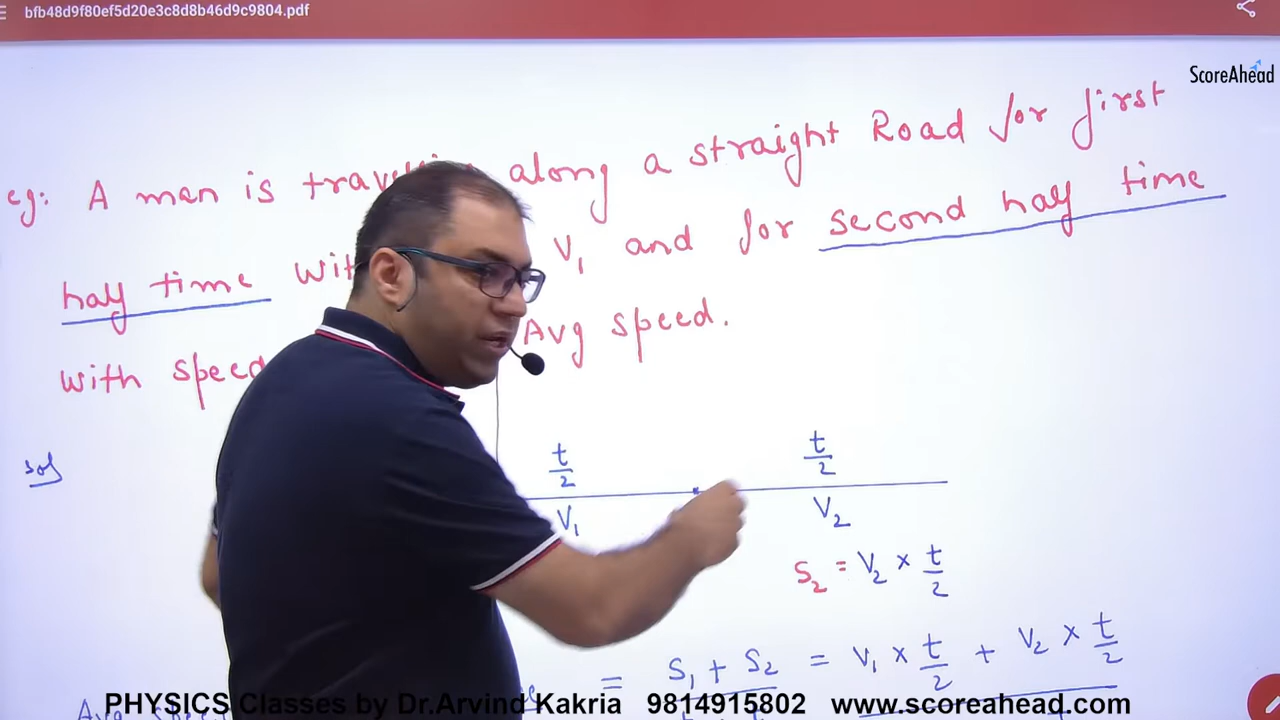 bfb48d9f80ef5d20e3c8d8b46d9c9804.pdf
ScoreAhead
eg: A man is along a straight Road for first
half time V₁ and for second half time
with speed Avg speed.
sol
t/2 t/2
V₁ V₂
S₂ = V₂ × t/2
= S₁ + S₂ = V₁ × t/2 + V₂ × t/2
PHYSICS Classes by Dr.Arvind Kakria 9814915802 www.scoreahead.com